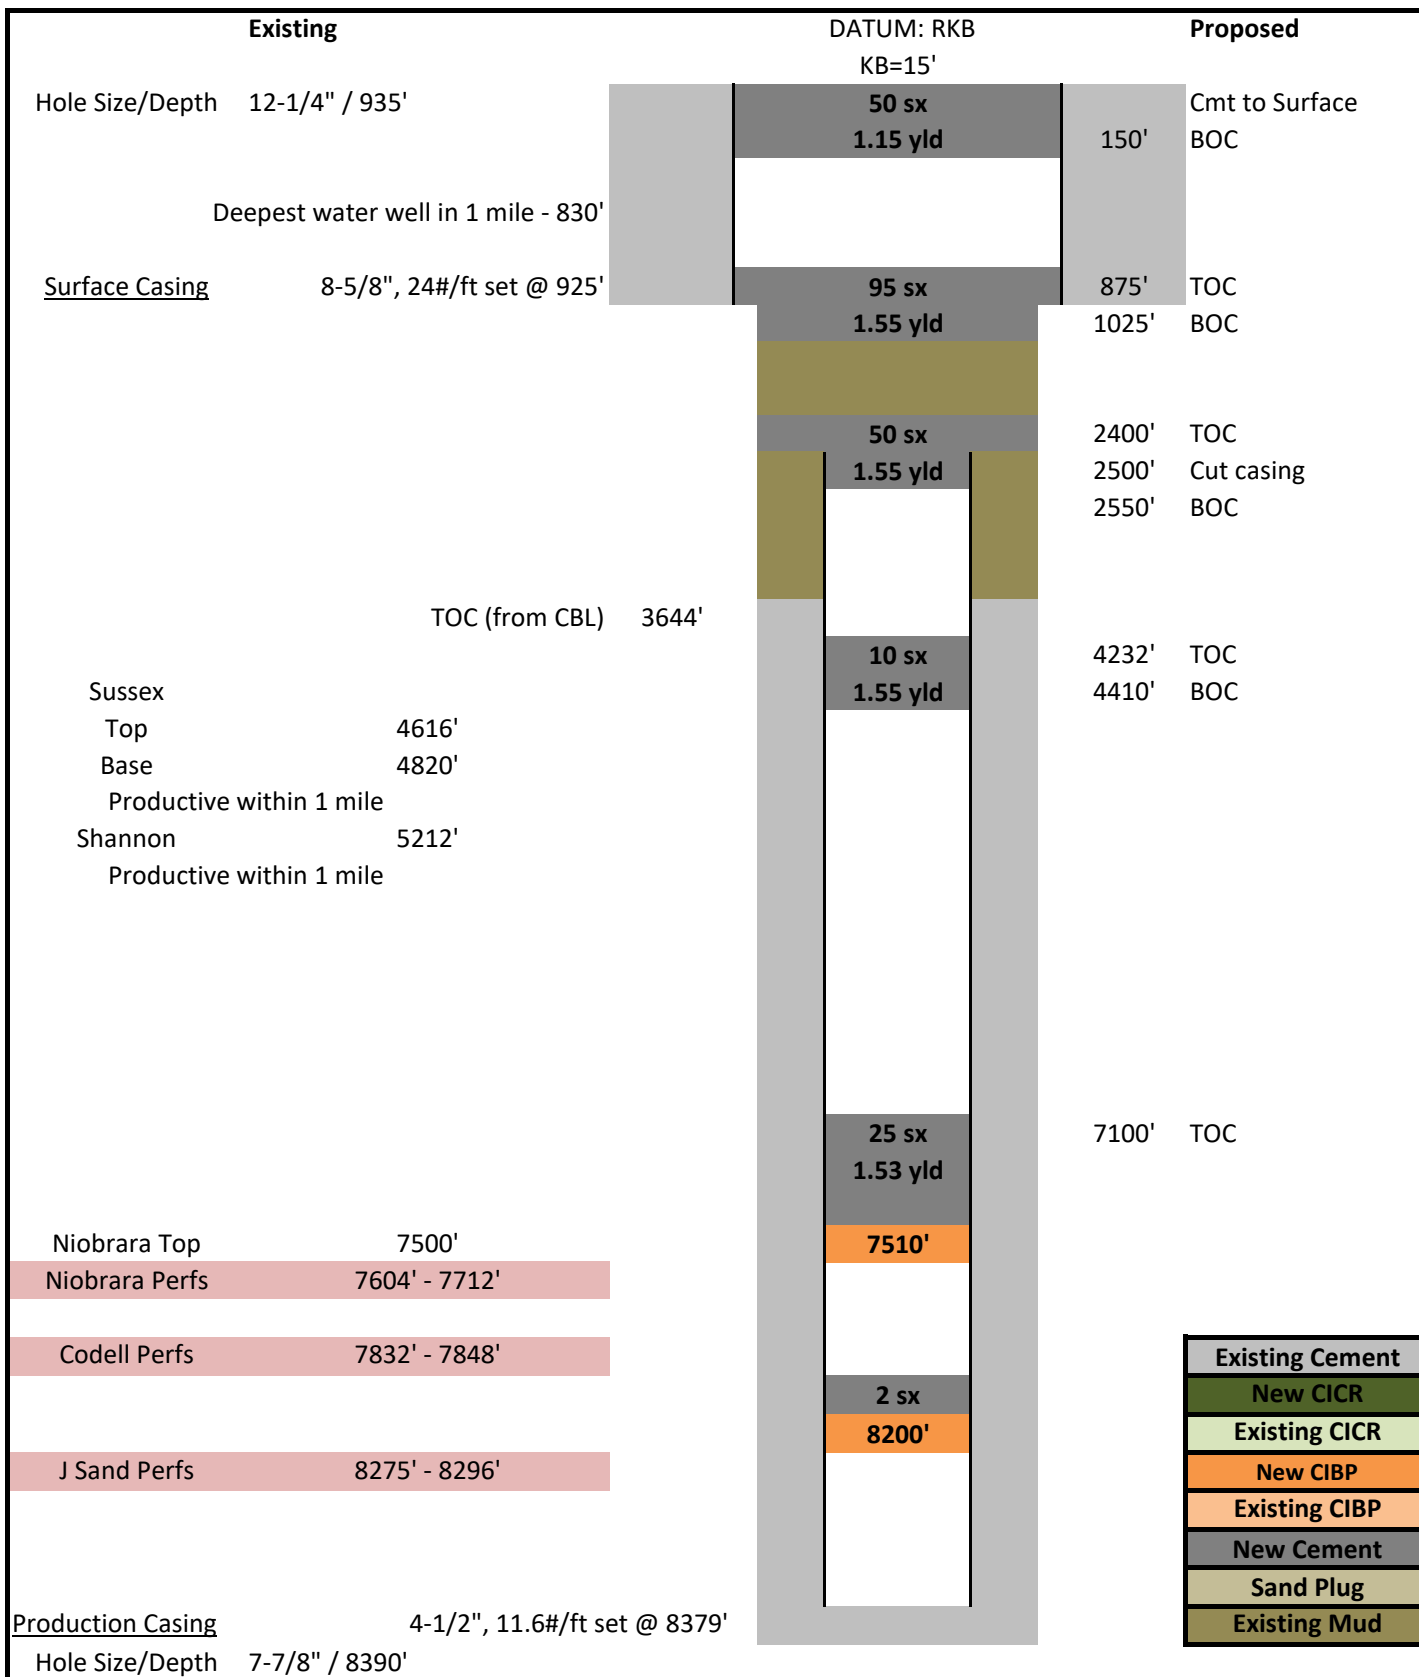 Existing DATUM: RKB Proposed
KB=15'
Hole Size/Depth 12-1/4" / 935' 50 sx Cmt to Surface
1.15 yld 150' BOC
Deepest water well in 1 mile - 830'
Surface Casing 8-5/8", 24#/ft set @ 925' 95 sx 875' TOC
1.55 yld 1025' BOC
50 sx 2400' TOC
1.55 yld 2500' Cut casing
2550' BOC
TOC (from CBL) 3644'
10 sx 4232' TOC
Sussex 1.55 yld 4410' BOC
Top 4616'
Base 4820'
Productive within 1 mile
Shannon 5212'
Productive within 1 mile
25 sx 7100' TOC
1.53 yld
Niobrara Top 7500' 7510'
Niobrara Perfs 7604' - 7712'
Codell Perfs 7832' - 7848' Existing Cement
2 sx New CICR
8200' Existing CICR
J Sand Perfs 8275' - 8296' New CIBP
Existing CIBP
New Cement
Sand Plug
Production Casing 4-1/2", 11.6#/ft set @ 8379' Existing Mud
Hole Size/Depth 7-7/8" / 8390'